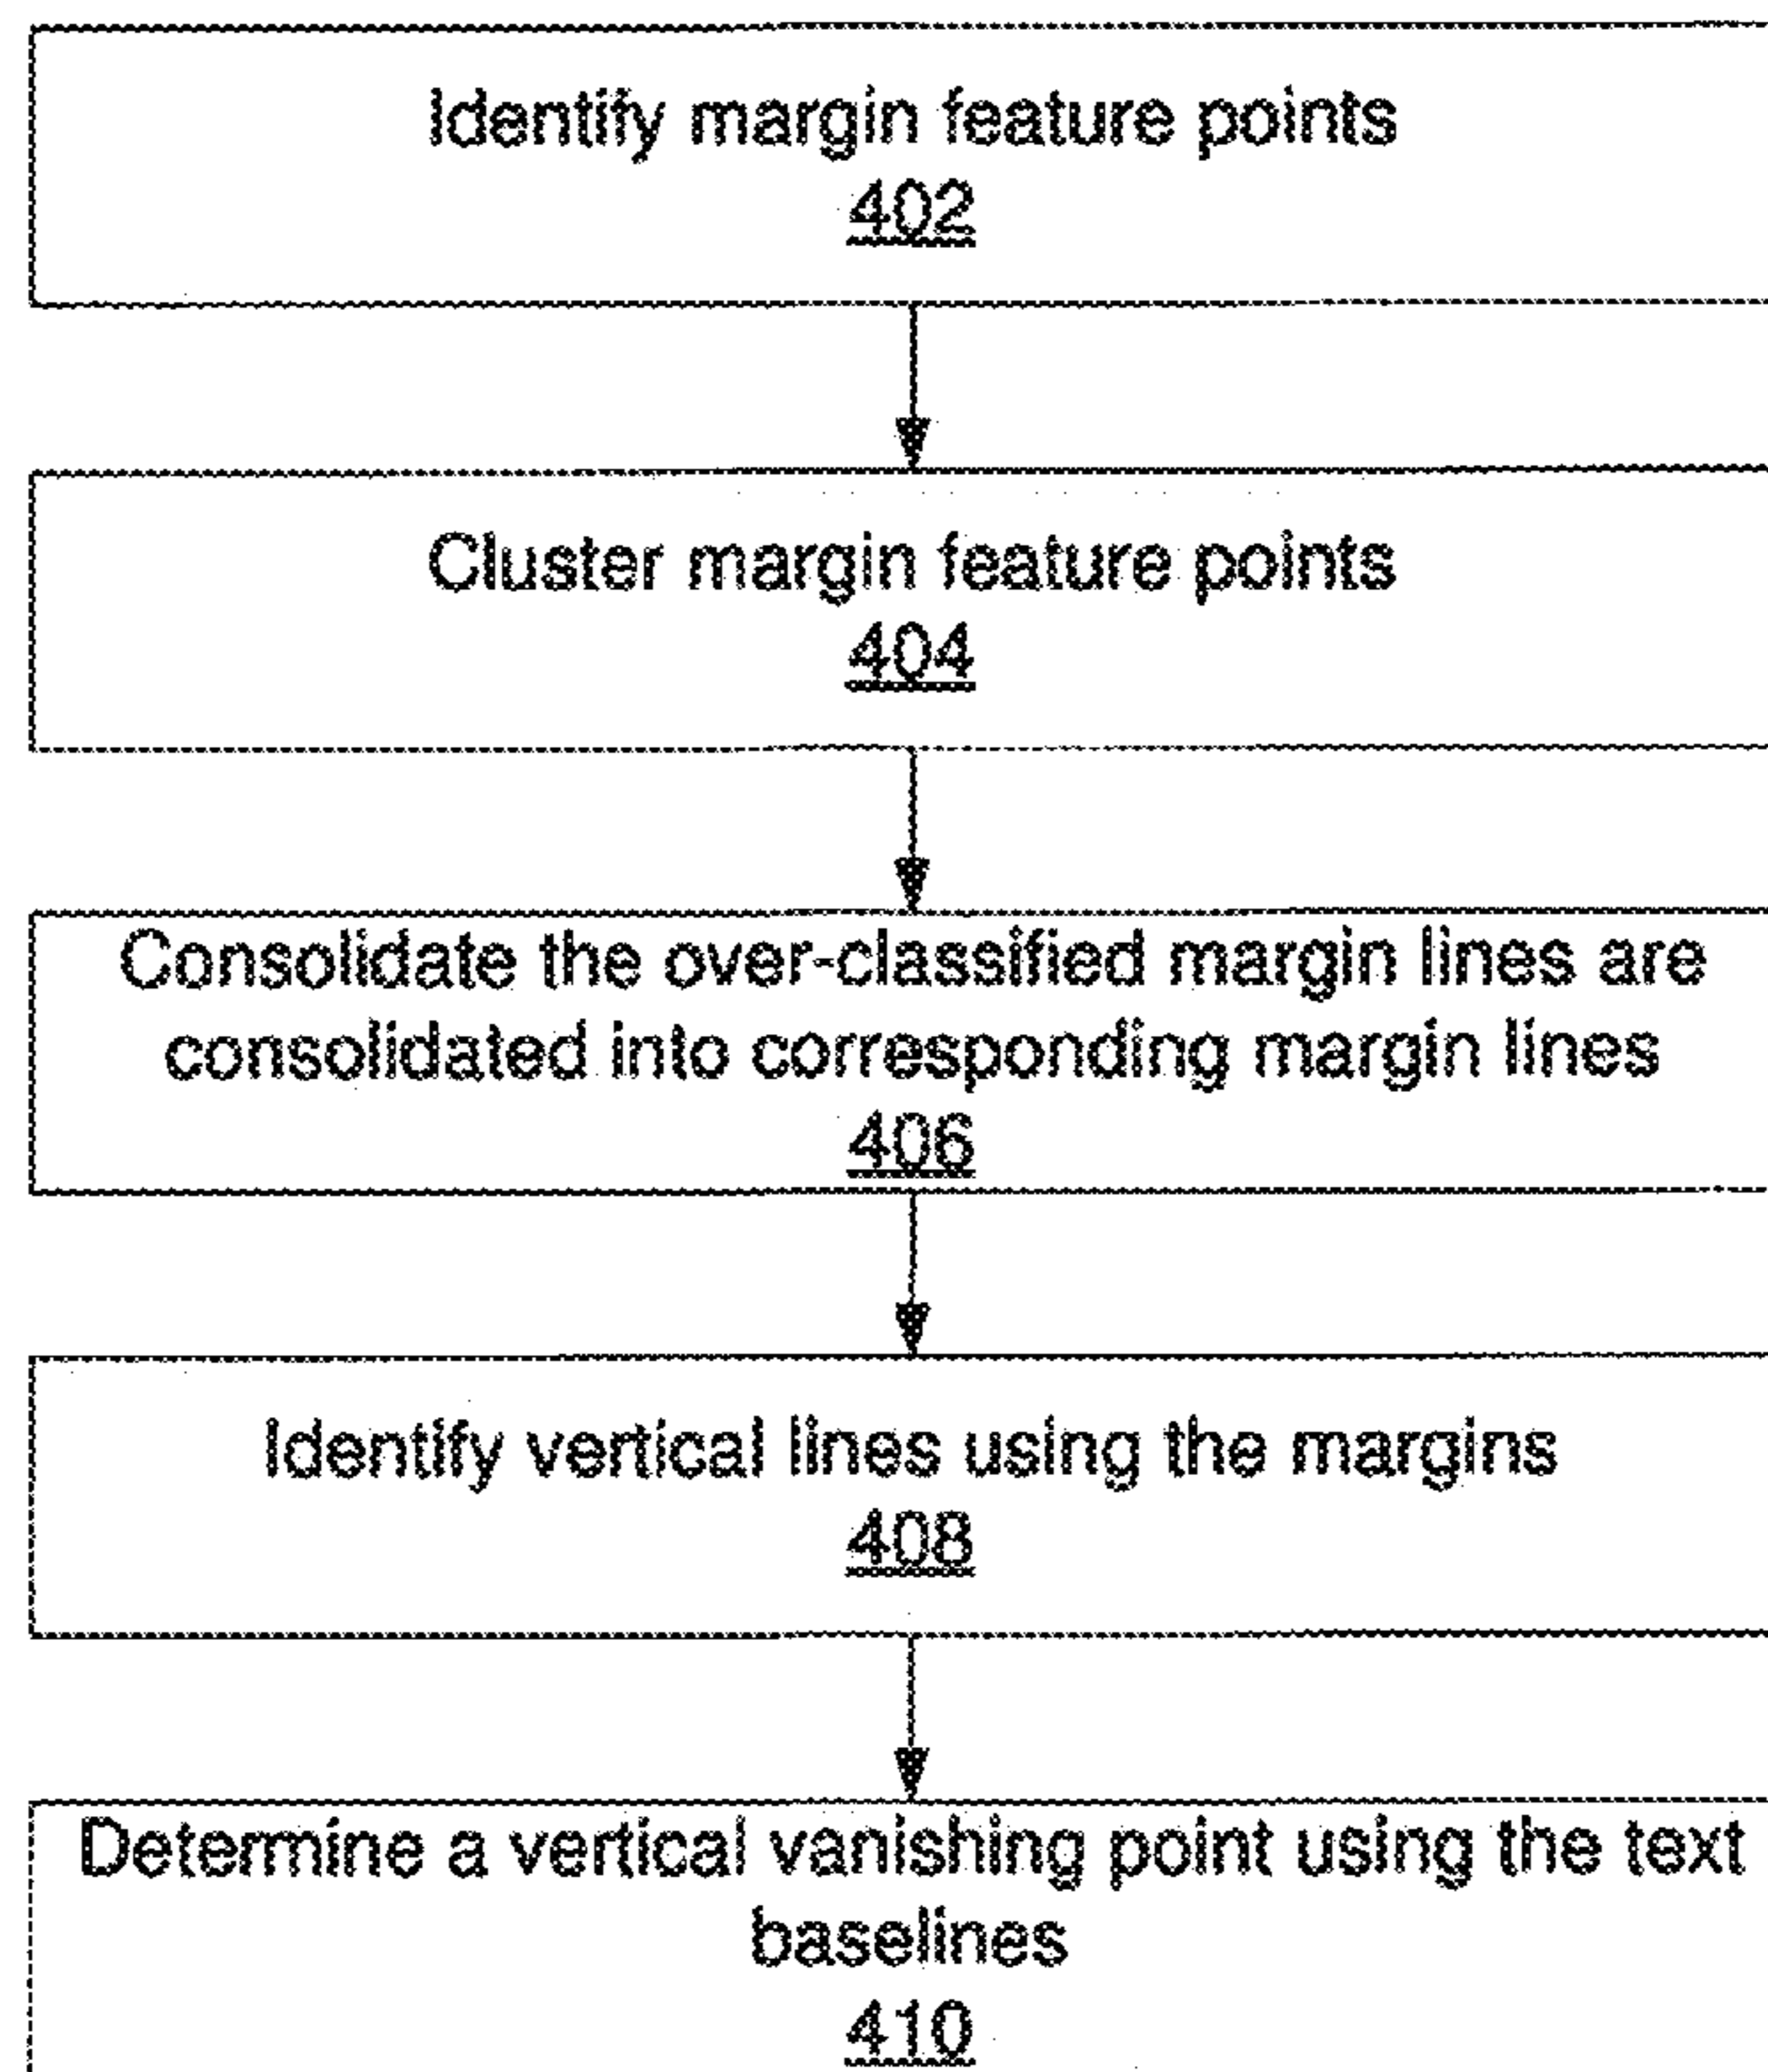 Identify margin feature points
402
Cluster margin feature points
404
Consolidate the over-classified margin lines are
consolidated into corresponding margin lines
406
Identify vertical lines using the margins
408
Determine a vertical vanishing point using the text
baselines
410